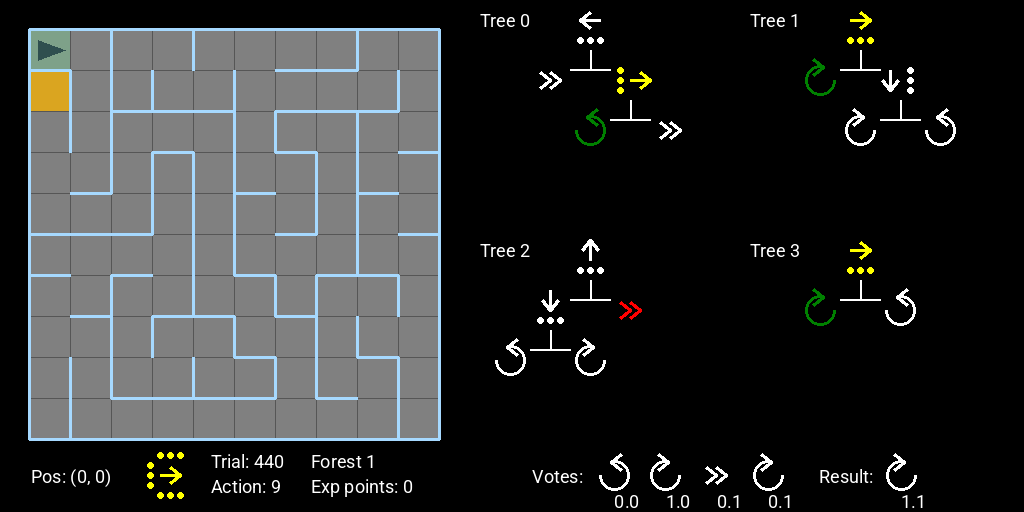 Tree 0
Tree 1
Tree 2
Tree 3
Pos: (0, 0)
Trial: 440
Forest 1
Action: 9
Exp points: 0
Votes:
0.0
1.0
0.1
0.1
Result:
1.1